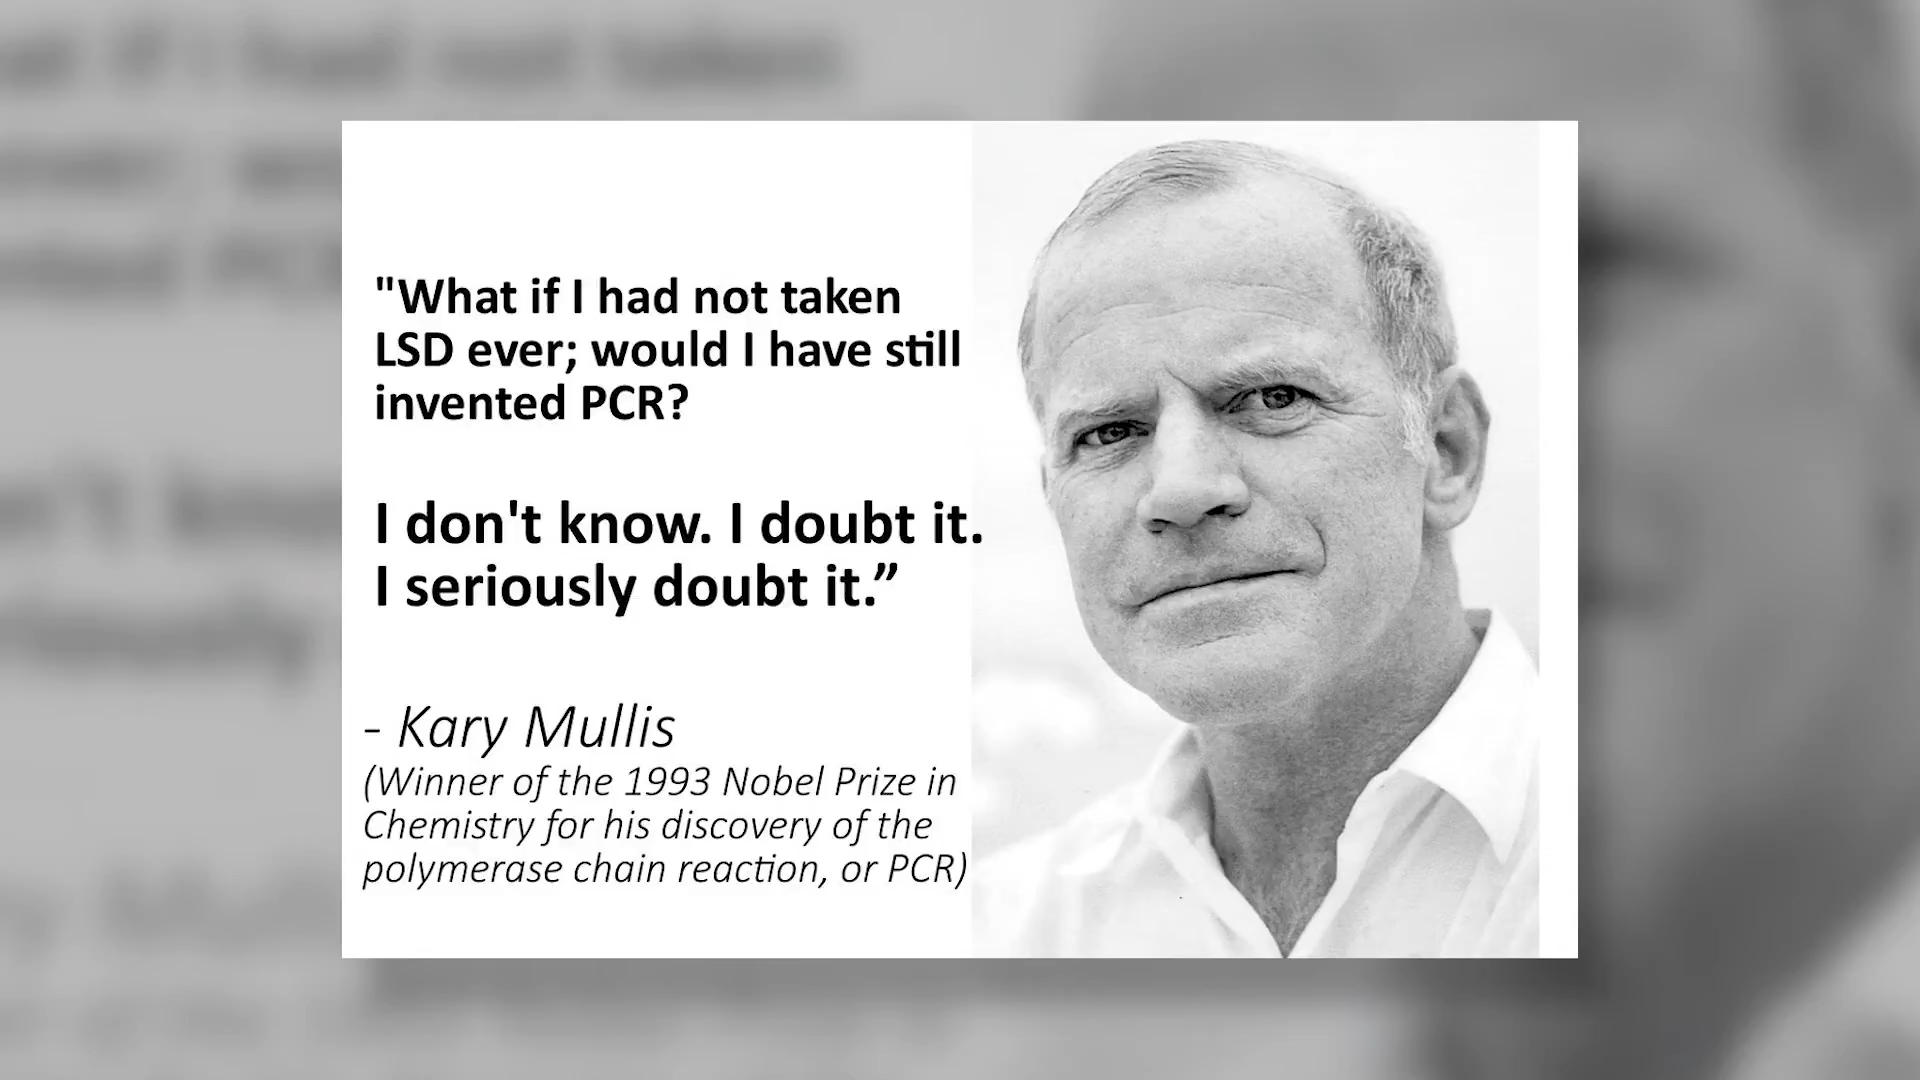 "What if I had not taken
LSD ever; would I have still
invented PCR?
I don't know. I doubt it.
I seriously doubt it.”
- Kary Mullis
(Winner of the 1993 Nobel Prize in
Chemistry for his discovery of the
polymerase chain reaction, or PCR)